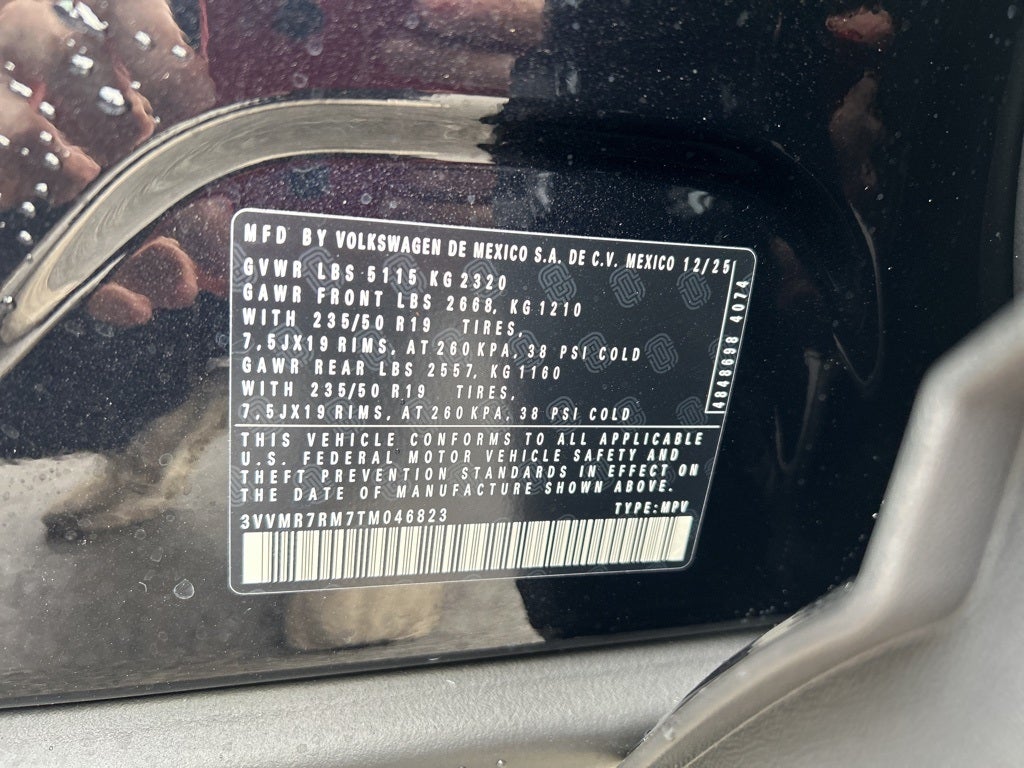 MFD BY VOLKSWAGEN DE MEXICO S.A. DE C.V. MEXICO 12/25
GVWR LBS 5115 KG 2320
GAWR FRONT LBS 2668, KG 1210
WITH 235/50 R19 TIRES,
7,5JX19 RIMS, AT 260 KPA, 38 PSI COLD
GAWR REAR LBS 2557, KG 1160
WITH 235/50 R19 TIRES,
7,5JX19 RIMS, AT 260 KPA, 38 PSI COLD
4848698 4074
THIS VEHICLE CONFORMS TO ALL APPLICABLE
U.S. FEDERAL MOTOR VEHICLE SAFETY AND
THEFT PREVENTION STANDARDS IN EFFECT ON
THE DATE OF MANUFACTURE SHOWN ABOVE.
3VVMR7RM7TM046823 TYPE:MPV